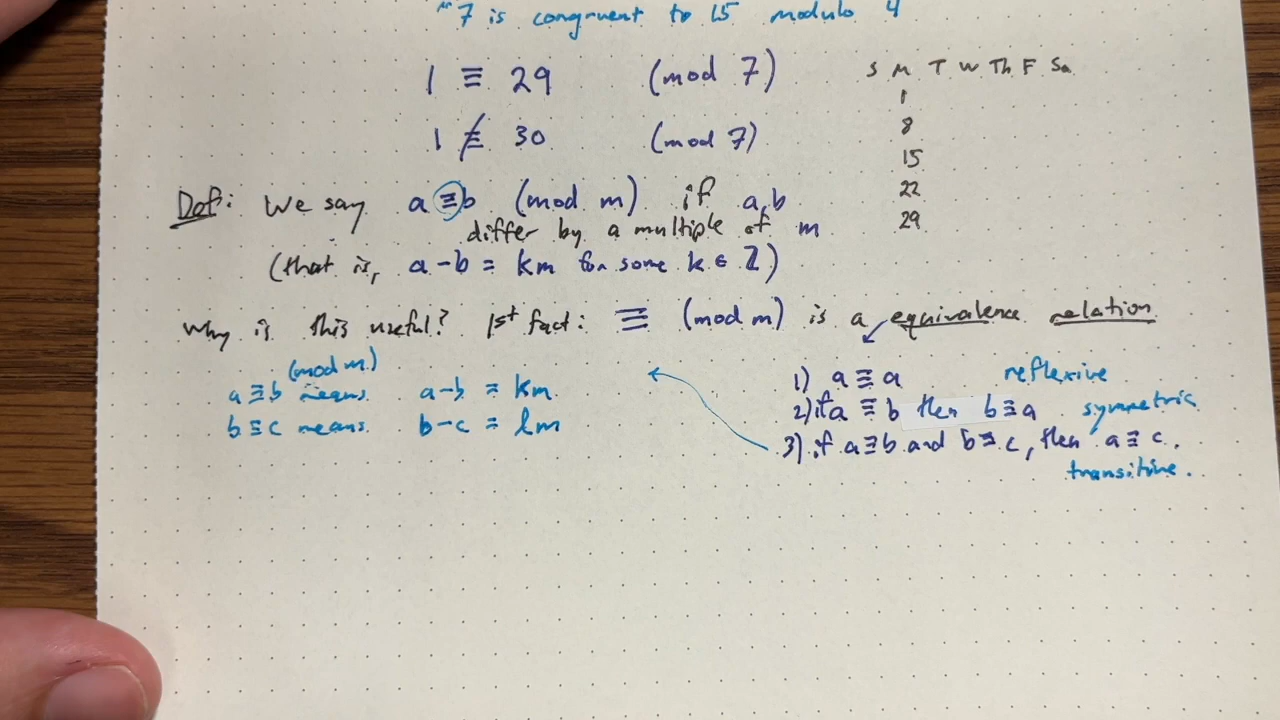 "7 is congruent to 15 modulo 4
1 ≡ 29 (mod 7)
1 ≢ 30 (mod 7)
S M T W Th F Sa
1
8
15
22
29
Def: We say a ≡ b (mod m) if a, b
differ by a multiple of m
(that is, a - b = km for some k ∈ ℤ)
Why is this useful? 1st fact: ≡ (mod m) is a equivalence relation
(mod m)
a ≡ b means a - b = km
b ≡ c means b - c = lm
1) a ≡ a reflexive
2) if a ≡ b then b ≡ a symmetric
3) if a ≡ b and b ≡ c, then a ≡ c.
transitive.